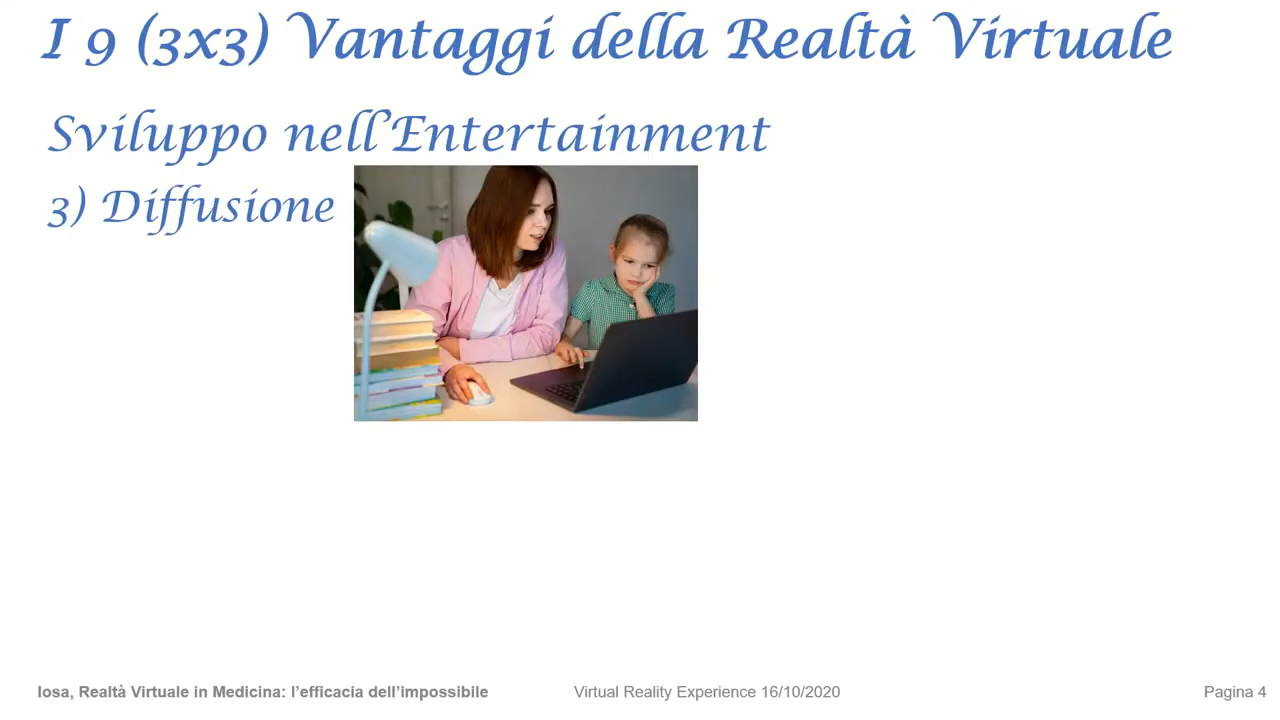 I 9 (3x3) Vantaggi della Realtà Virtuale
Sviluppo nell'Entertainment
3) Diffusione
Iosa, Realtà Virtuale in Medicina: l’efficacia dell’impossibile
Virtual Reality Experience 16/10/2020
Pagina 4